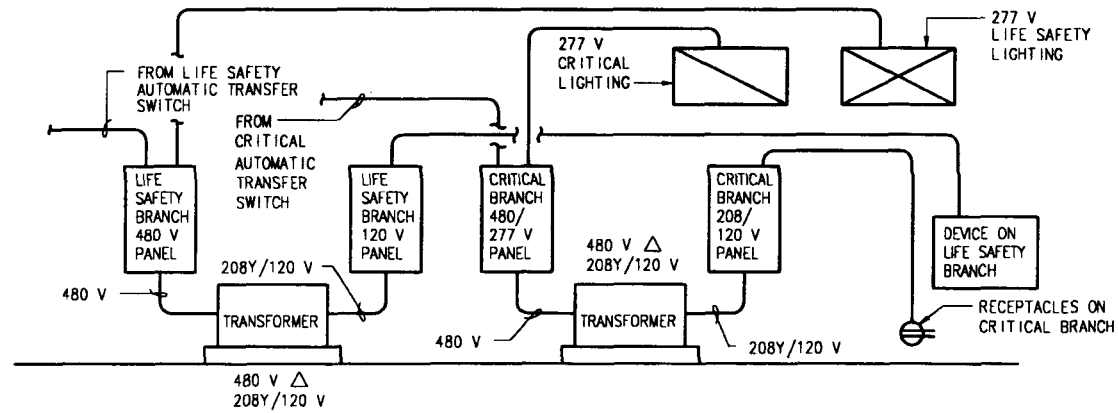 277 V
LIFE SAFETY
LIGHTING
277 V
CRITICAL
LIGHTING
FROM LIFE SAFETY
AUTOMATIC TRANSFER
SWITCH
FROM
CRITICAL
AUTOMATIC
TRANSFER
SWITCH
LIFE
SAFETY
BRANCH
480 V
PANEL
LIFE
SAFETY
BRANCH
120 V
PANEL
CRITICAL
BRANCH
480/
277 V
PANEL
CRITICAL
BRANCH
208/
120 V
PANEL
480 V △
208Y/120 V
DEVICE ON
LIFE SAFETY
BRANCH
208Y/120 V
480 V
TRANSFORMER
480 V
TRANSFORMER
208Y/120 V
RECEPTACLES ON
CRITICAL BRANCH
480 V △
208Y/120 V